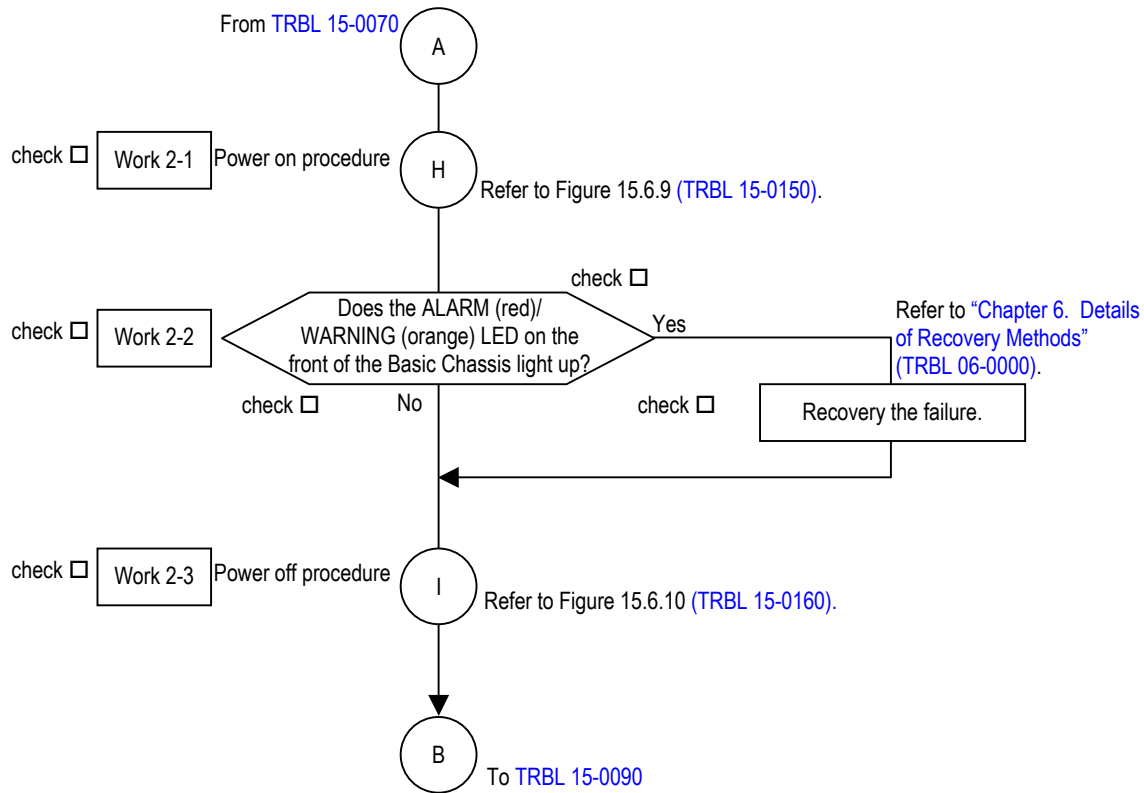 From TRBL 15-0070
A
check ☐
Work 2-1
Power on procedure
H
Refer to Figure 15.6.9 (TRBL 15-0150).
check ☐
check ☐
Work 2-2
Does the ALARM (red)/
WARNING (orange) LED on the
front of the Basic Chassis light up?
Yes
Refer to “Chapter 6. Details
of Recovery Methods”
(TRBL 06-0000).
check ☐
No
check ☐
Recovery the failure.
check ☐
Work 2-3
Power off procedure
I
Refer to Figure 15.6.10 (TRBL 15-0160).
B
To TRBL 15-0090